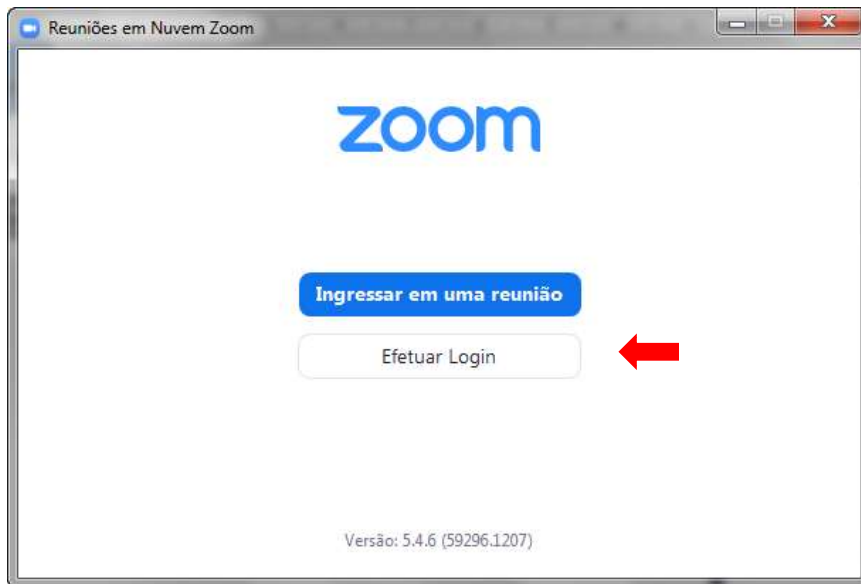 Reuniões em Nuvem Zoom
zoom
Ingressar em uma reunião
Efetuar Login
Versão: 5.4.6 (59296.1207)